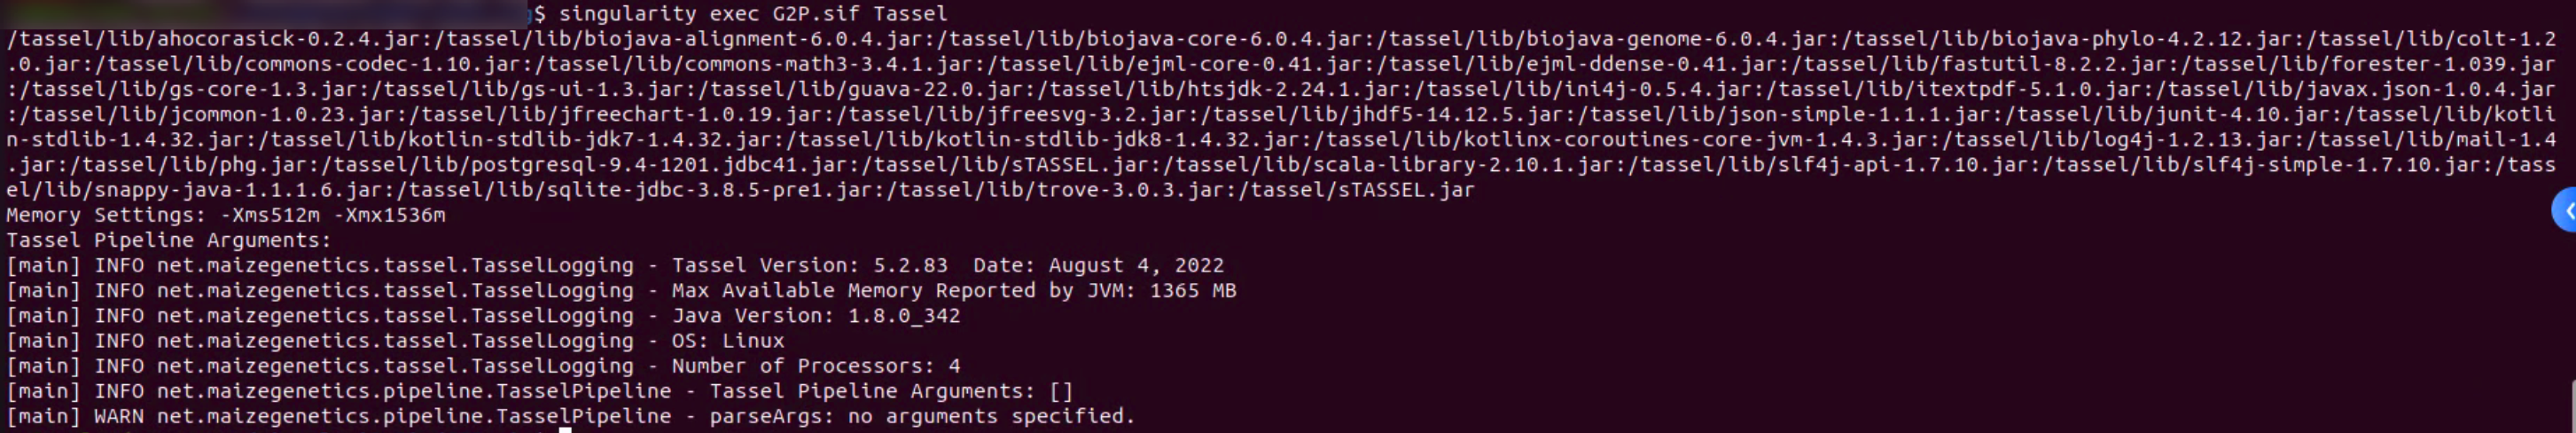 $ singularity exec G2P.sif Tassel
/tassel/lib/ahocorasick-0.2.4.jar:/tassel/lib/biojava-alignment-6.0.4.jar:/tassel/lib/biojava-core-6.0.4.jar:/tassel/lib/biojava-genome-6.0.4.jar:/tassel/lib/biojava-phylo-4.2.12.jar:/tassel/lib/colt-1.2
.0.jar:/tassel/lib/commons-codec-1.10.jar:/tassel/lib/commons-math3-3.4.1.jar:/tassel/lib/ejml-core-0.41.jar:/tassel/lib/ejml-ddense-0.41.jar:/tassel/lib/fastutil-8.2.2.jar:/tassel/lib/forester-1.039.jar
:/tassel/lib/gs-core-1.3.jar:/tassel/lib/gs-ui-1.3.jar:/tassel/lib/guava-22.0.jar:/tassel/lib/htsjdk-2.24.1.jar:/tassel/lib/ini4j-0.5.4.jar:/tassel/lib/itextpdf-5.1.0.jar:/tassel/lib/javax.json-1.0.4.jar
:/tassel/lib/jcommon-1.0.23.jar:/tassel/lib/jfreechart-1.0.19.jar:/tassel/lib/jfreesvg-3.2.jar:/tassel/lib/jhdf5-14.12.5.jar:/tassel/lib/json-simple-1.1.1.jar:/tassel/lib/junit-4.10.jar:/tassel/lib/kotli
n-stdlib-1.4.32.jar:/tassel/lib/kotlin-stdlib-jdk7-1.4.32.jar:/tassel/lib/kotlin-stdlib-jdk8-1.4.32.jar:/tassel/lib/kotlinx-coroutines-core-jvm-1.4.3.jar:/tassel/lib/log4j-1.2.13.jar:/tassel/lib/mail-1.4
.jar:/tassel/lib/phg.jar:/tassel/lib/postgresql-9.4-1201.jdbc41.jar:/tassel/lib/sTASSEL.jar:/tassel/lib/scala-library-2.10.1.jar:/tassel/lib/slf4j-api-1.7.10.jar:/tassel/lib/slf4j-simple-1.7.10.jar:/tass
el/lib/snappy-java-1.1.1.6.jar:/tassel/lib/sqlite-jdbc-3.8.5-pre1.jar:/tassel/lib/trove-3.0.3.jar:/tassel/sTASSEL.jar
Memory Settings: -Xms512m -Xmx1536m
Tassel Pipeline Arguments:
[main] INFO net.maizegenetics.tassel.TasselLogging - Tassel Version: 5.2.83  Date: August 4, 2022
[main] INFO net.maizegenetics.tassel.TasselLogging - Max Available Memory Reported by JVM: 1365 MB
[main] INFO net.maizegenetics.tassel.TasselLogging - Java Version: 1.8.0_342
[main] INFO net.maizegenetics.tassel.TasselLogging - OS: Linux
[main] INFO net.maizegenetics.tassel.TasselLogging - Number of Processors: 4
[main] INFO net.maizegenetics.pipeline.TasselPipeline - Tassel Pipeline Arguments: []
[main] WARN net.maizegenetics.pipeline.TasselPipeline - parseArgs: no arguments specified.